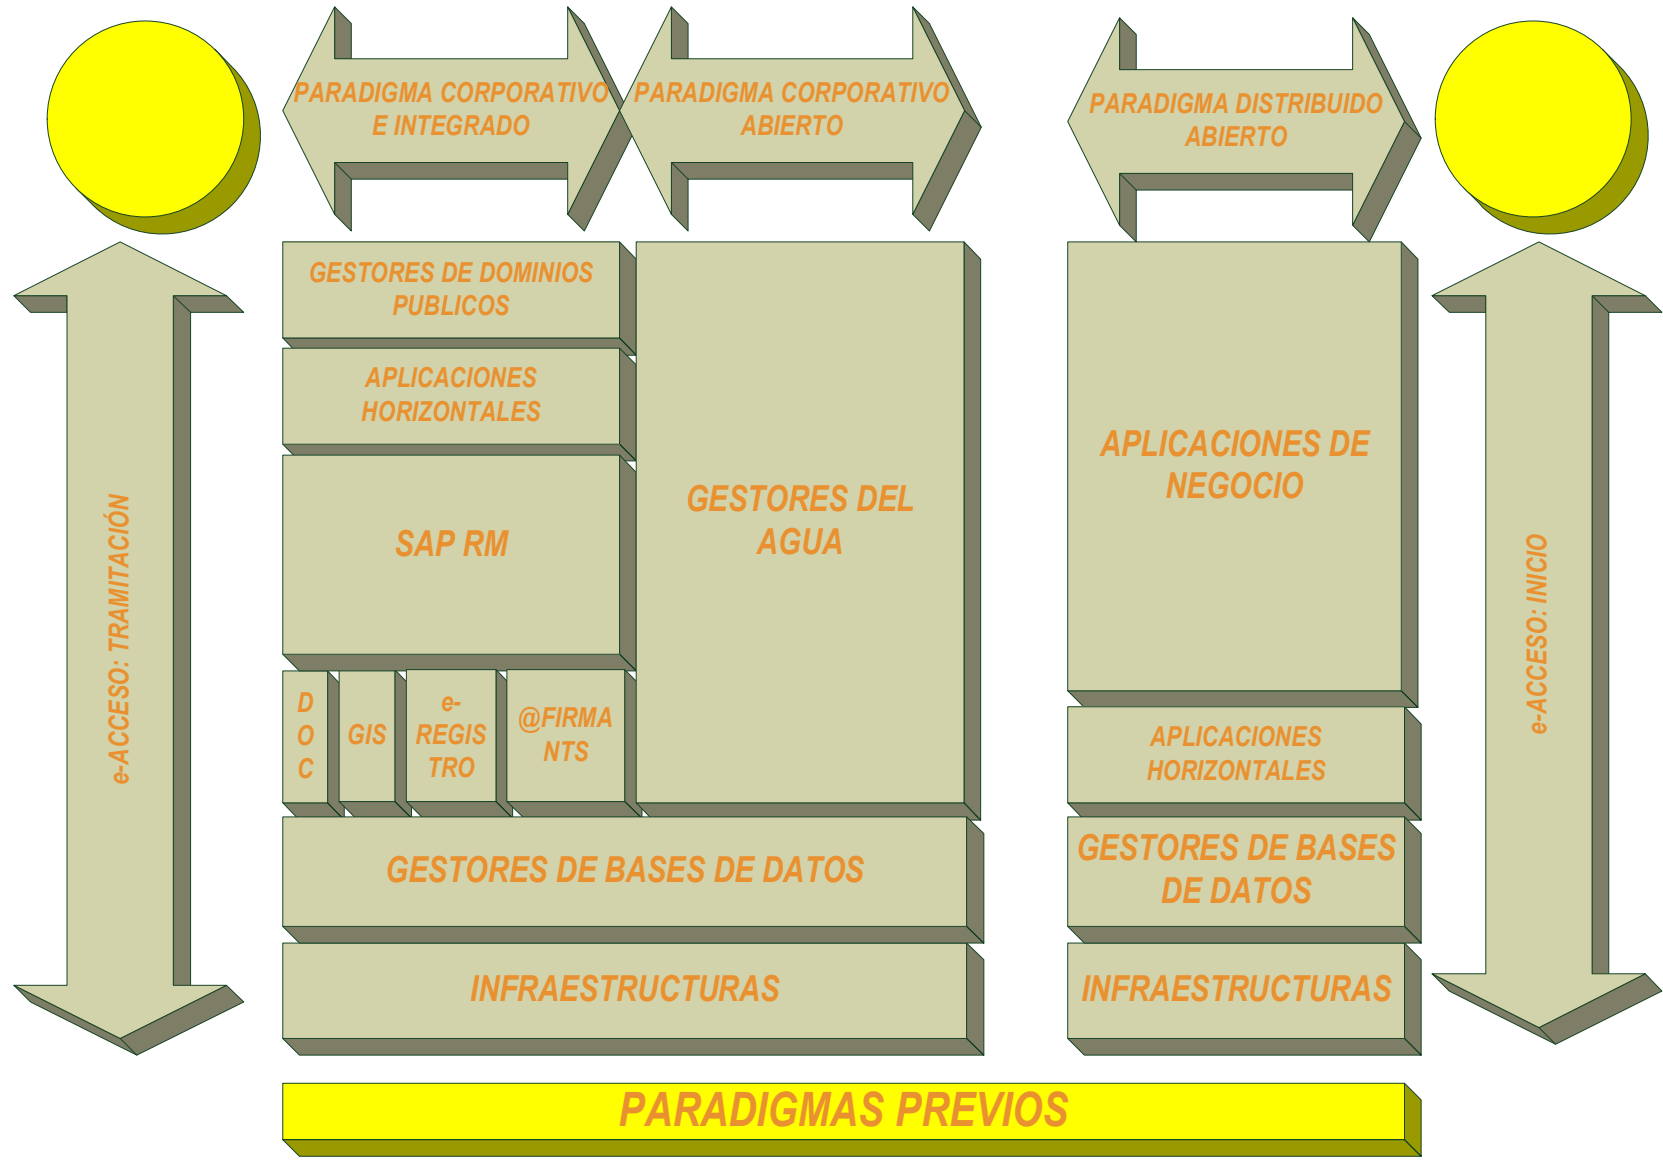 PARADIGMA CORPORATIVO
E INTEGRADO
PARADIGMA CORPORATIVO
ABIERTO
PARADIGMA DISTRIBUIDO
ABIERTO
e-ACCESO: TRAMITACIÓN
GESTORES DE DOMINIOS
PUBLICOS
APLICACIONES
HORIZONTALES
SAP RM
D
O
C
GIS
e-
REGIS
TRO
@FIRMA
NTS
GESTORES DEL
AGUA
GESTORES DE BASES DE DATOS
INFRAESTRUCTURAS
APLICACIONES DE
NEGOCIO
APLICACIONES
HORIZONTALES
GESTORES DE BASES
DE DATOS
INFRAESTRUCTURAS
e-ACCESO: INICIO
PARADIGMAS PREVIOS